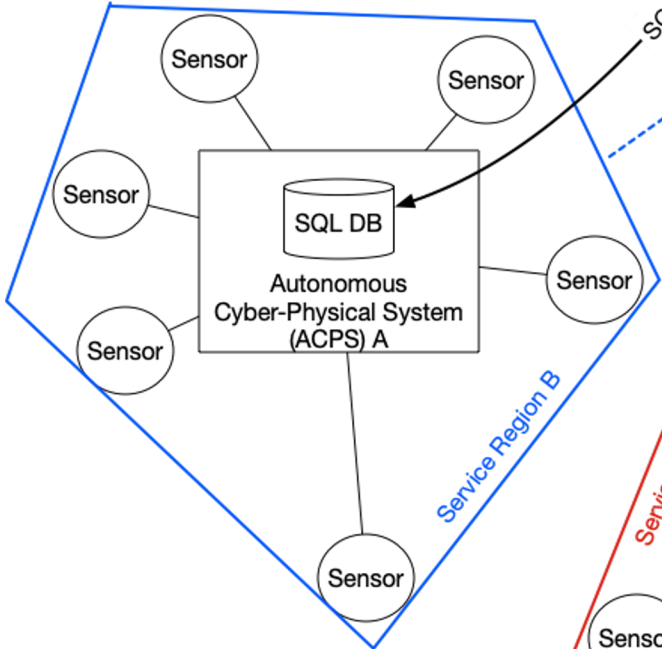 Sensor
Sensor
Sensor
SQL DB
Autonomous
Cyber-Physical System
(ACPS) A
Sensor
Sensor
Service Region B
Sensor